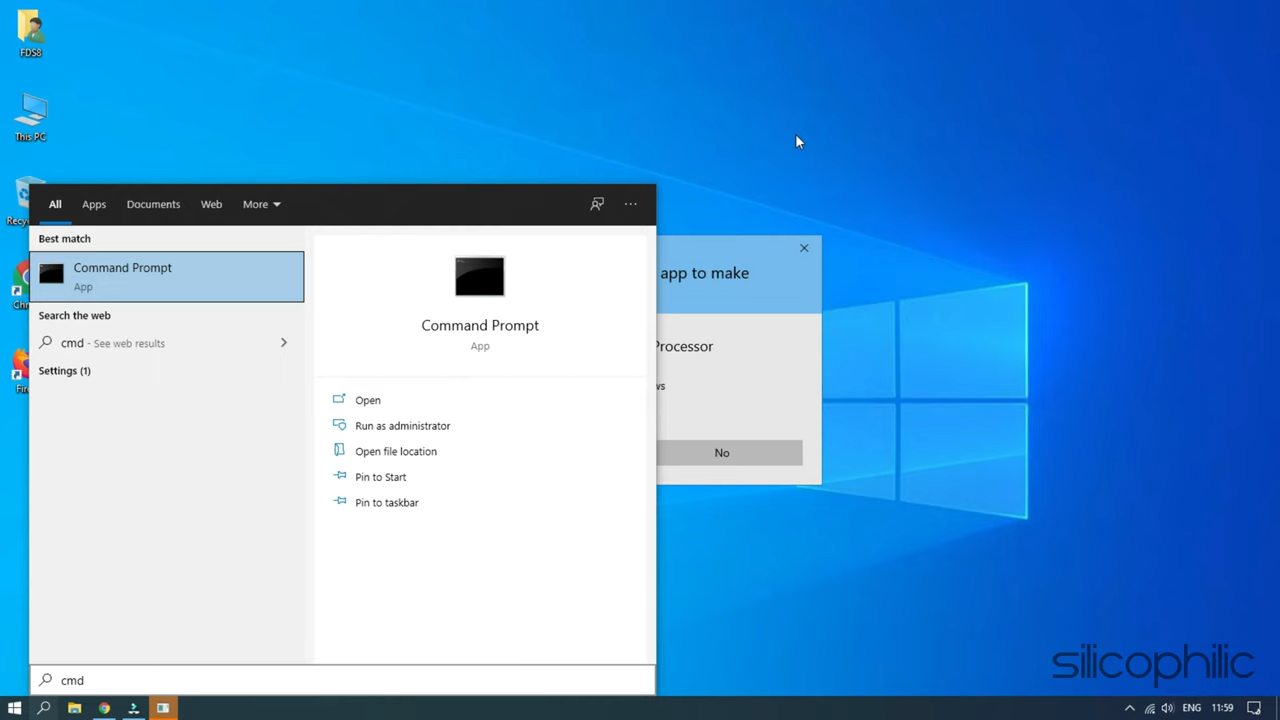 FDS8
This PC
All
Apps
Documents
Web
More
Best match
Command Prompt
App
Search the web
cmd - See web results
Settings (1)
Command Prompt
App
Open
Run as administrator
Open file location
Pin to Start
Pin to taskbar
app to make
Processor
No
cmd
silicophilic
ENG
11:59